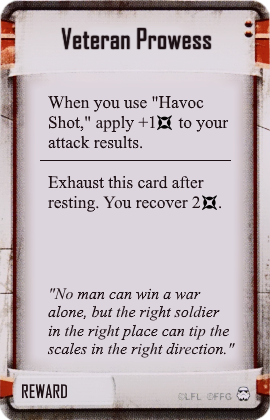 Veteran Prowess
When you use "Havoc
Shot," apply +1 to your
attack results.
Exhaust this card after
resting. You recover 2.
"No man can win a war
alone, but the right soldier
in the right place can tip the
scales in the right direction."
REWARD
©LFL ©FFG